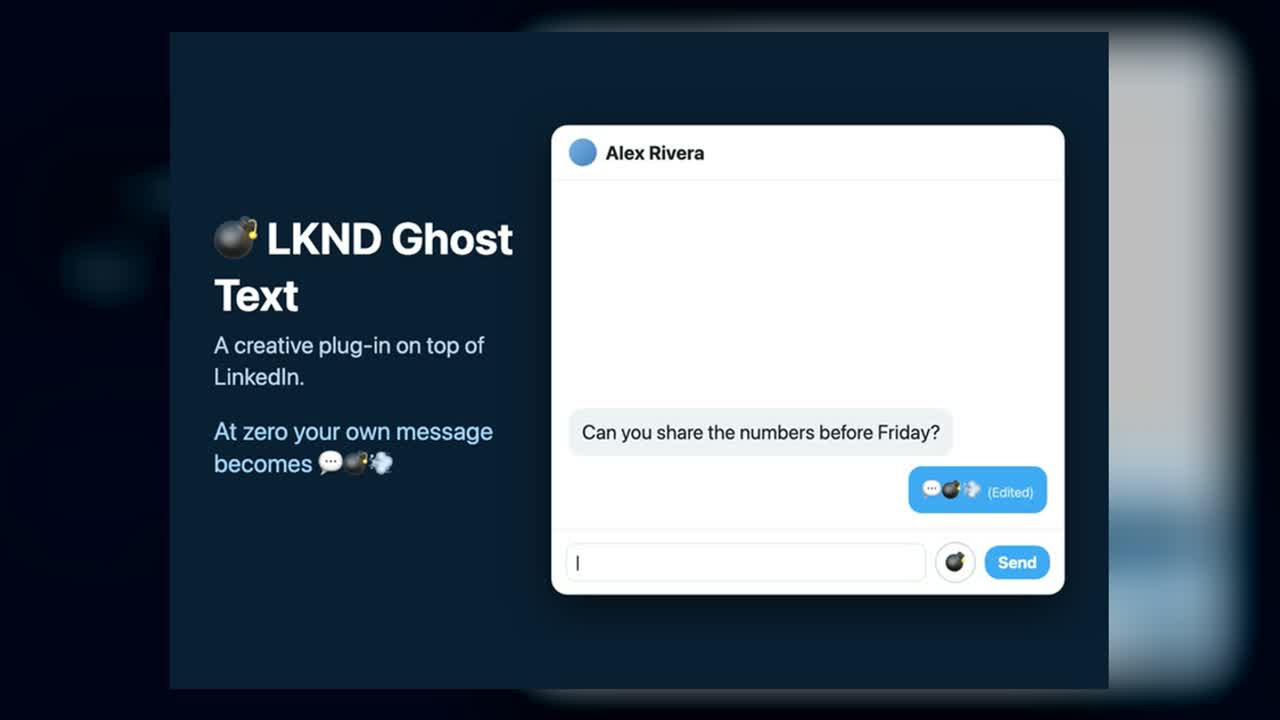 💣 LKND Ghost
Text
A creative plug-in on top of
LinkedIn.
At zero your own message
becomes 💬💣💨
Alex Rivera
Can you share the numbers before Friday?
💬💣💨 (Edited)
💣 Send